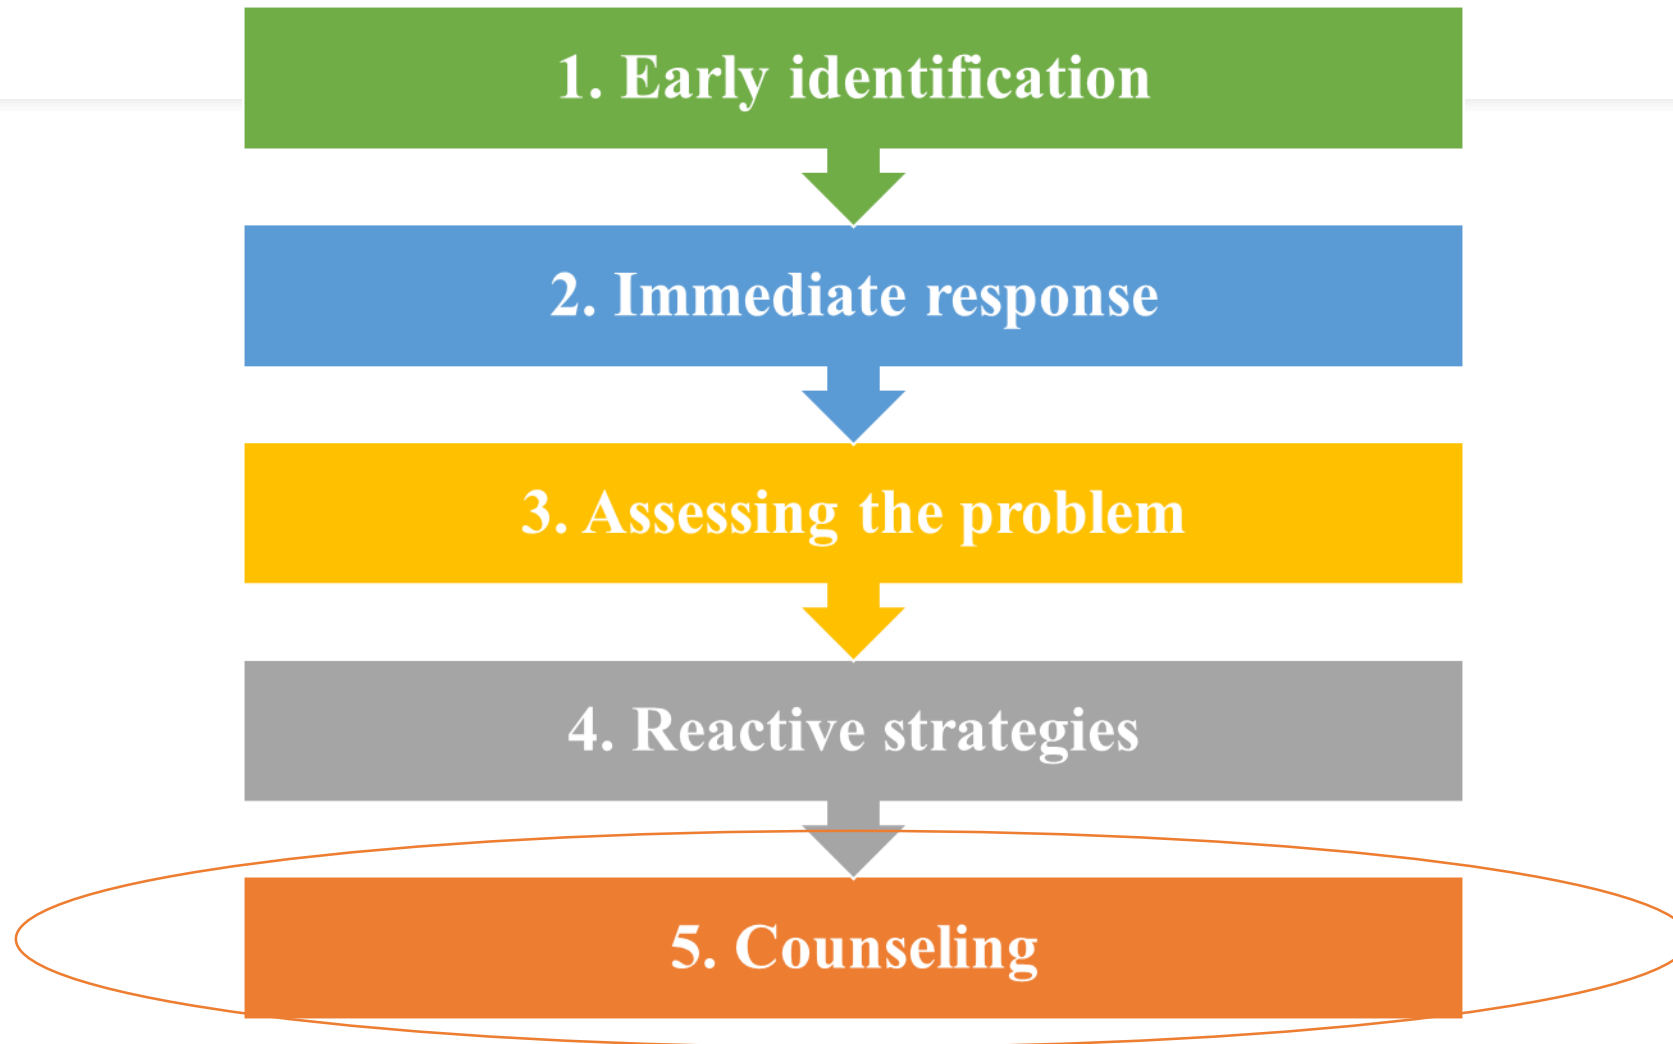 1. Early identification
2. Immediate response
3. Assessing the problem
4. Reactive strategies
5. Counseling